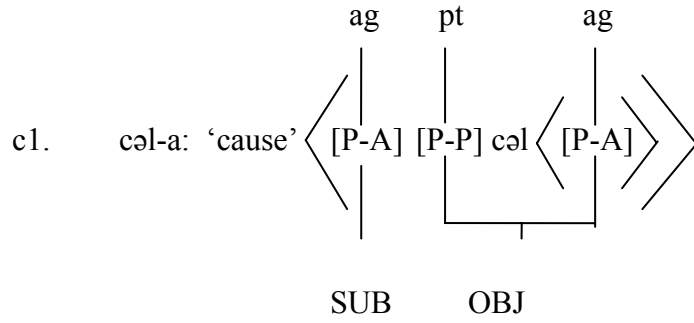 ag pt ag
c1. cəl-a: ‘cause’ [P-A] [P-P] cəl [P-A]
SUB OBJ